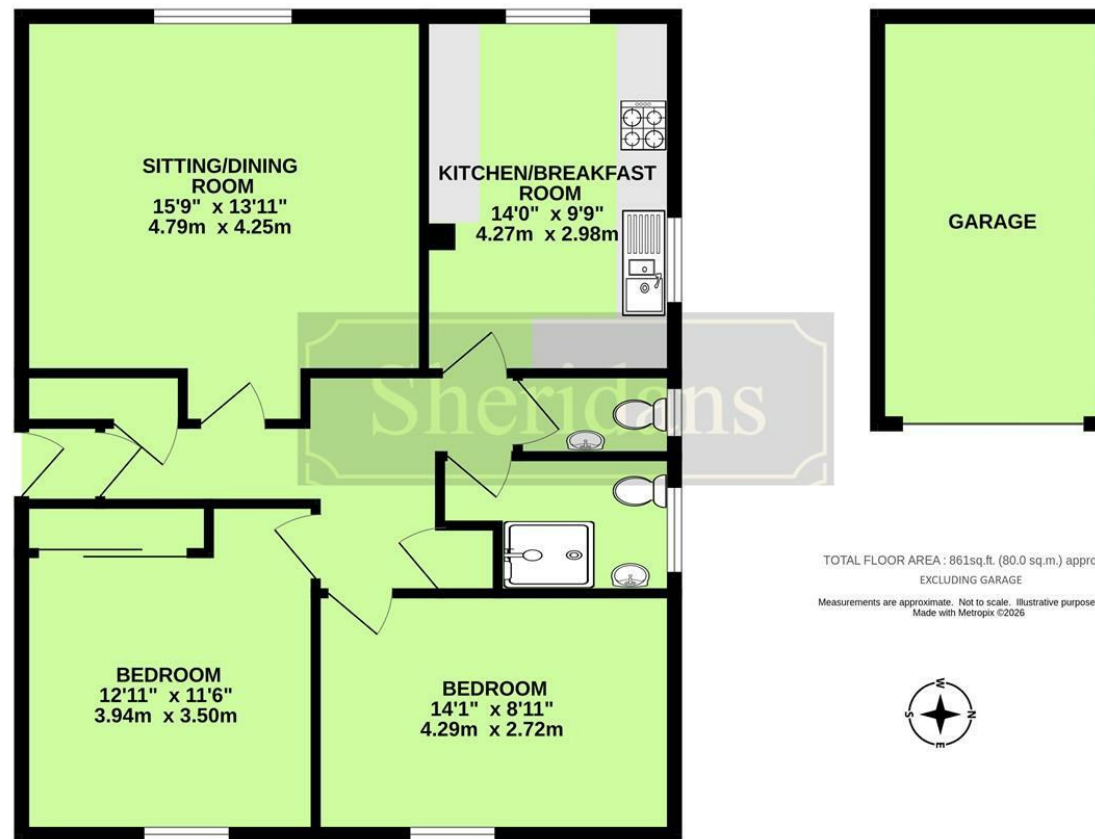 SITTING/DINING
ROOM
15'9" x 13'11"
4.79m x 4.25m
KITCHEN/BREAKFAST
ROOM
14'0" x 9'9"
4.27m x 2.98m
GARAGE
Sheridans
BEDROOM
12'11" x 11'6"
3.94m x 3.50m
BEDROOM
14'1" x 8'11"
4.29m x 2.72m
TOTAL FLOOR AREA : 861sq.ft. (80.0 sq.m.) appro
EXCLUDING GARAGE
Measurements are approximate. Not to scale. Illustrative purpose
Made with Metropix ©2026
W
S
N
E